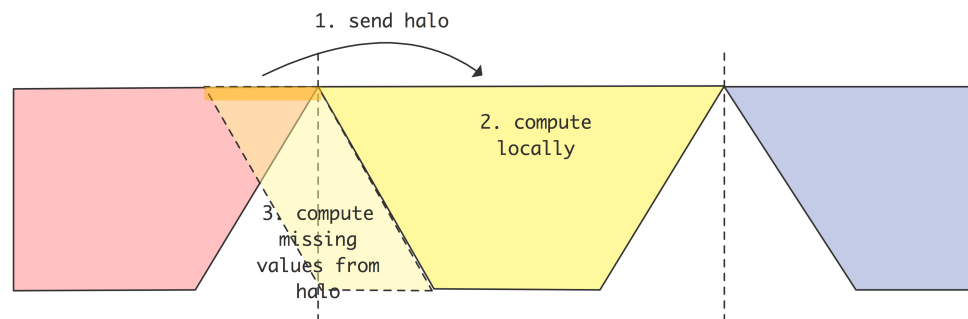 1. send halo
2. compute
locally
3. compute
missing
values from
halo